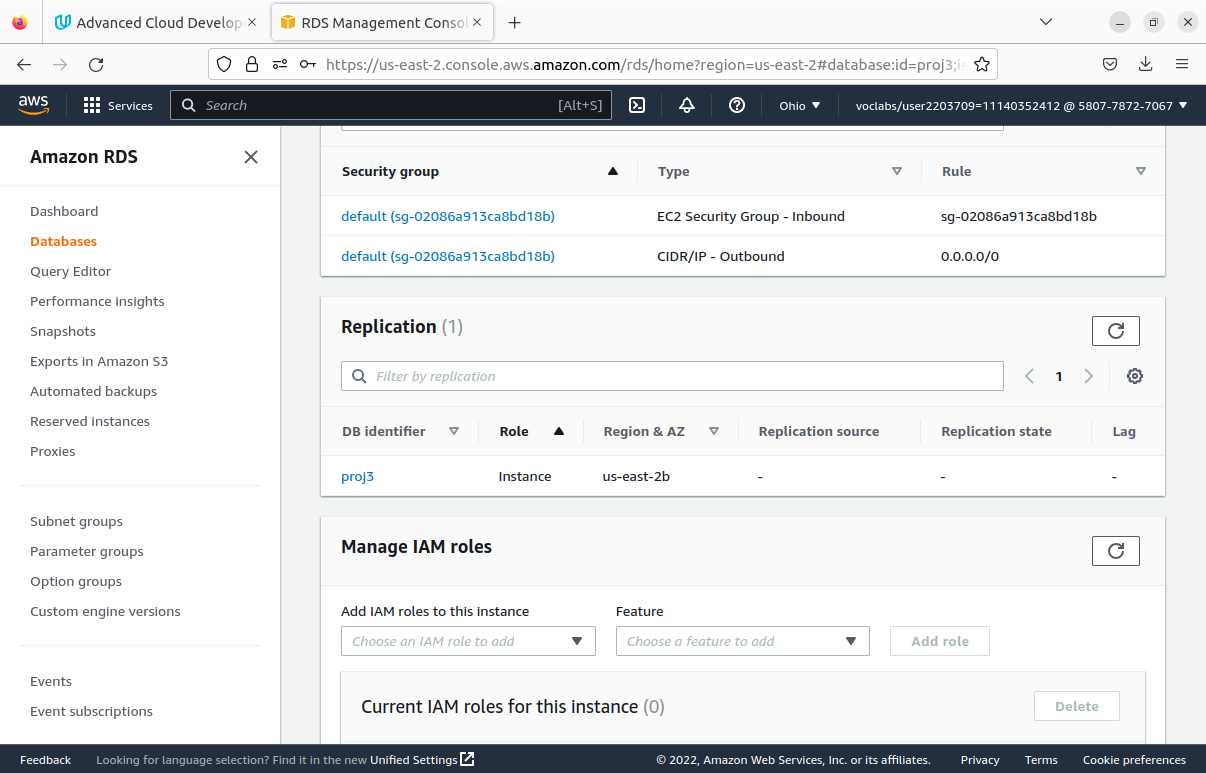 Advanced Cloud Develop
RDS Management Consol
https://us-east-2.console.aws.amazon.com/rds/home?region=us-east-2#database:id=proj3;is
aws
Services
Search
[Alt+S]
Ohio
voclabs/user2203709=11140352412 @ 5807-7872-7067
Amazon RDS
Dashboard
Databases
Query Editor
Performance insights
Snapshots
Exports in Amazon S3
Automated backups
Reserved instances
Proxies
Subnet groups
Parameter groups
Option groups
Custom engine versions
Events
Event subscriptions
Security group Type Rule
default (sg-02086a913ca8bd18b) EC2 Security Group - Inbound sg-02086a913ca8bd18b
default (sg-02086a913ca8bd18b) CIDR/IP - Outbound 0.0.0.0/0
Replication (1)
Filter by replication
1
DB identifier Role Region & AZ Replication source Replication state Lag
proj3 Instance us-east-2b - - -
Manage IAM roles
Add IAM roles to this instance Feature
Choose an IAM role to add Choose a feature to add Add role
Current IAM roles for this instance (0) Delete
Feedback Looking for language selection? Find it in the new Unified Settings © 2022, Amazon Web Services, Inc. or its affiliates. Privacy Terms Cookie preferences